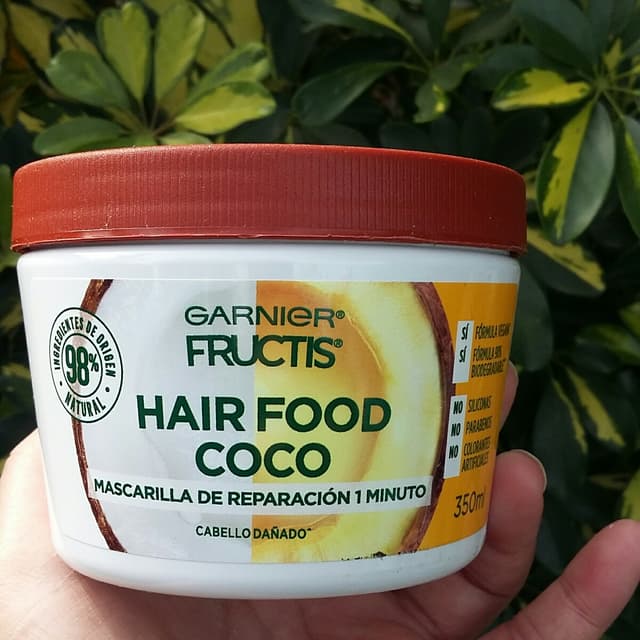 INGREDIENTES DE ORIGEN
98%
NATURAL
GARNIER®
FRUCTIS®
HAIR FOOD
COCO
MASCARILLA DE REPARACIÓN 1 MINUTO
CABELLO DAÑADO
SÍ FÓRMULA VEGANA
SÍ FÓRMULA 98%
BIODEGRADABLE
NO SILICONAS
NO PARABENOS
NO COLORANTES
ARTIFICIALES
350ml